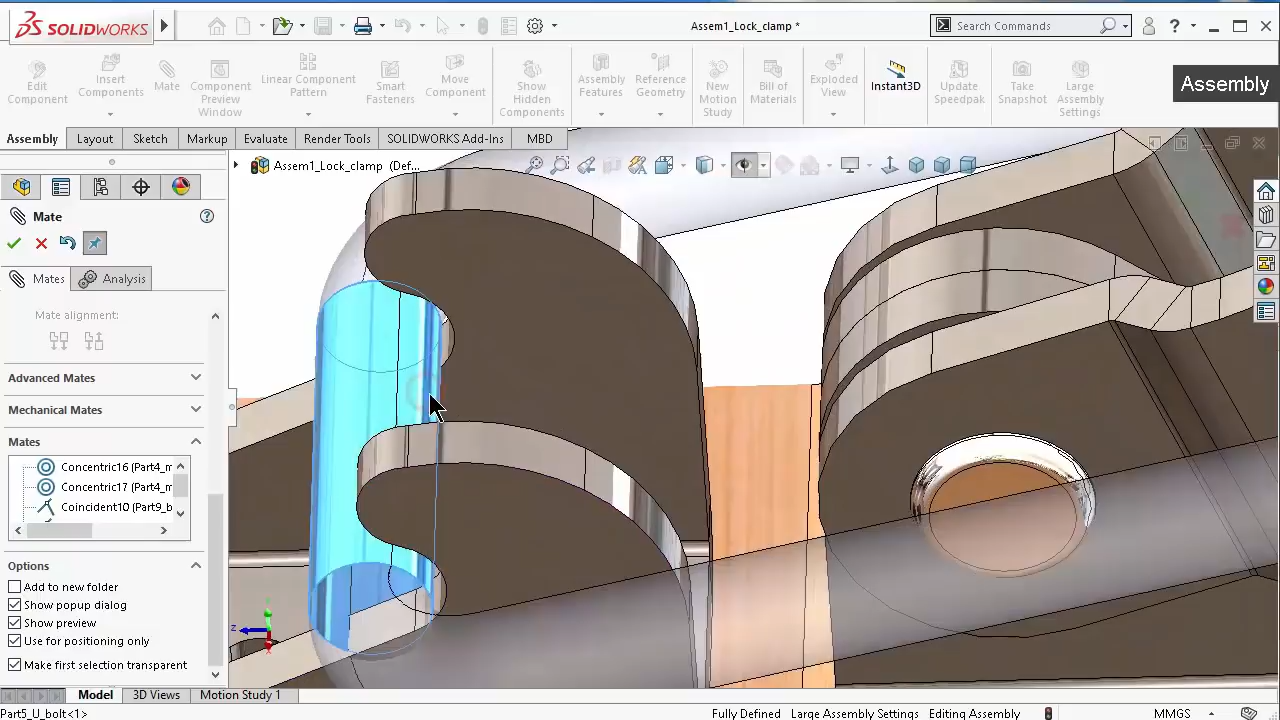 SOLIDWORKS
Assem1_Lock_clamp *
Search Commands
?
Edit Component
Insert Components
Mate
Component Preview Window
Linear Component Pattern
Smart Fasteners
Move Component
Show Hidden Components
Assembly Features
Reference Geometry
New Motion Study
Bill of Materials
Exploded View
Instant3D
Update Speedpak
Take Snapshot
Large Assembly Settings
Assembly
Assembly Layout Sketch Markup Evaluate Render Tools SOLIDWORKS Add-Ins MBD
Assem1_Lock_clamp (Def...
Mate
Mates Analysis
Mate alignment:
Advanced Mates
Mechanical Mates
Mates
Concentric16 (Part4_m
Concentric17 (Part4_m
Coincident10 (Part9_b
Options
Add to new folder
Show popup dialog
Show preview
Use for positioning only
Make first selection transparent
z
Model 3D Views Motion Study 1
Part5_U_bolt<1> Fully Defined Large Assembly Settings Editing Assembly MMGS